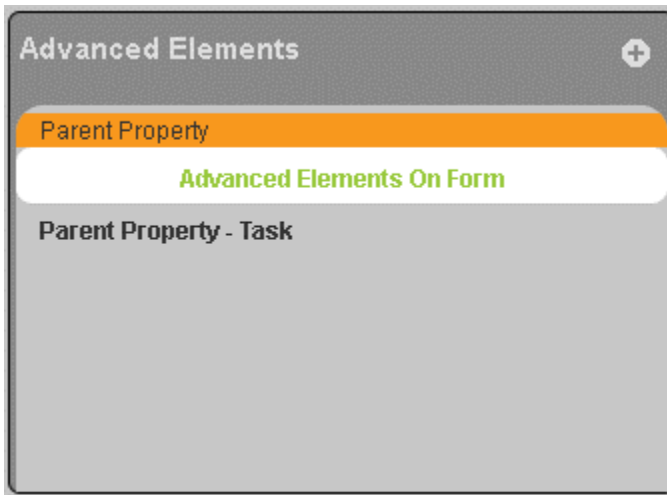 Advanced Elements
Parent Property
Advanced Elements On Form
Parent Property - Task